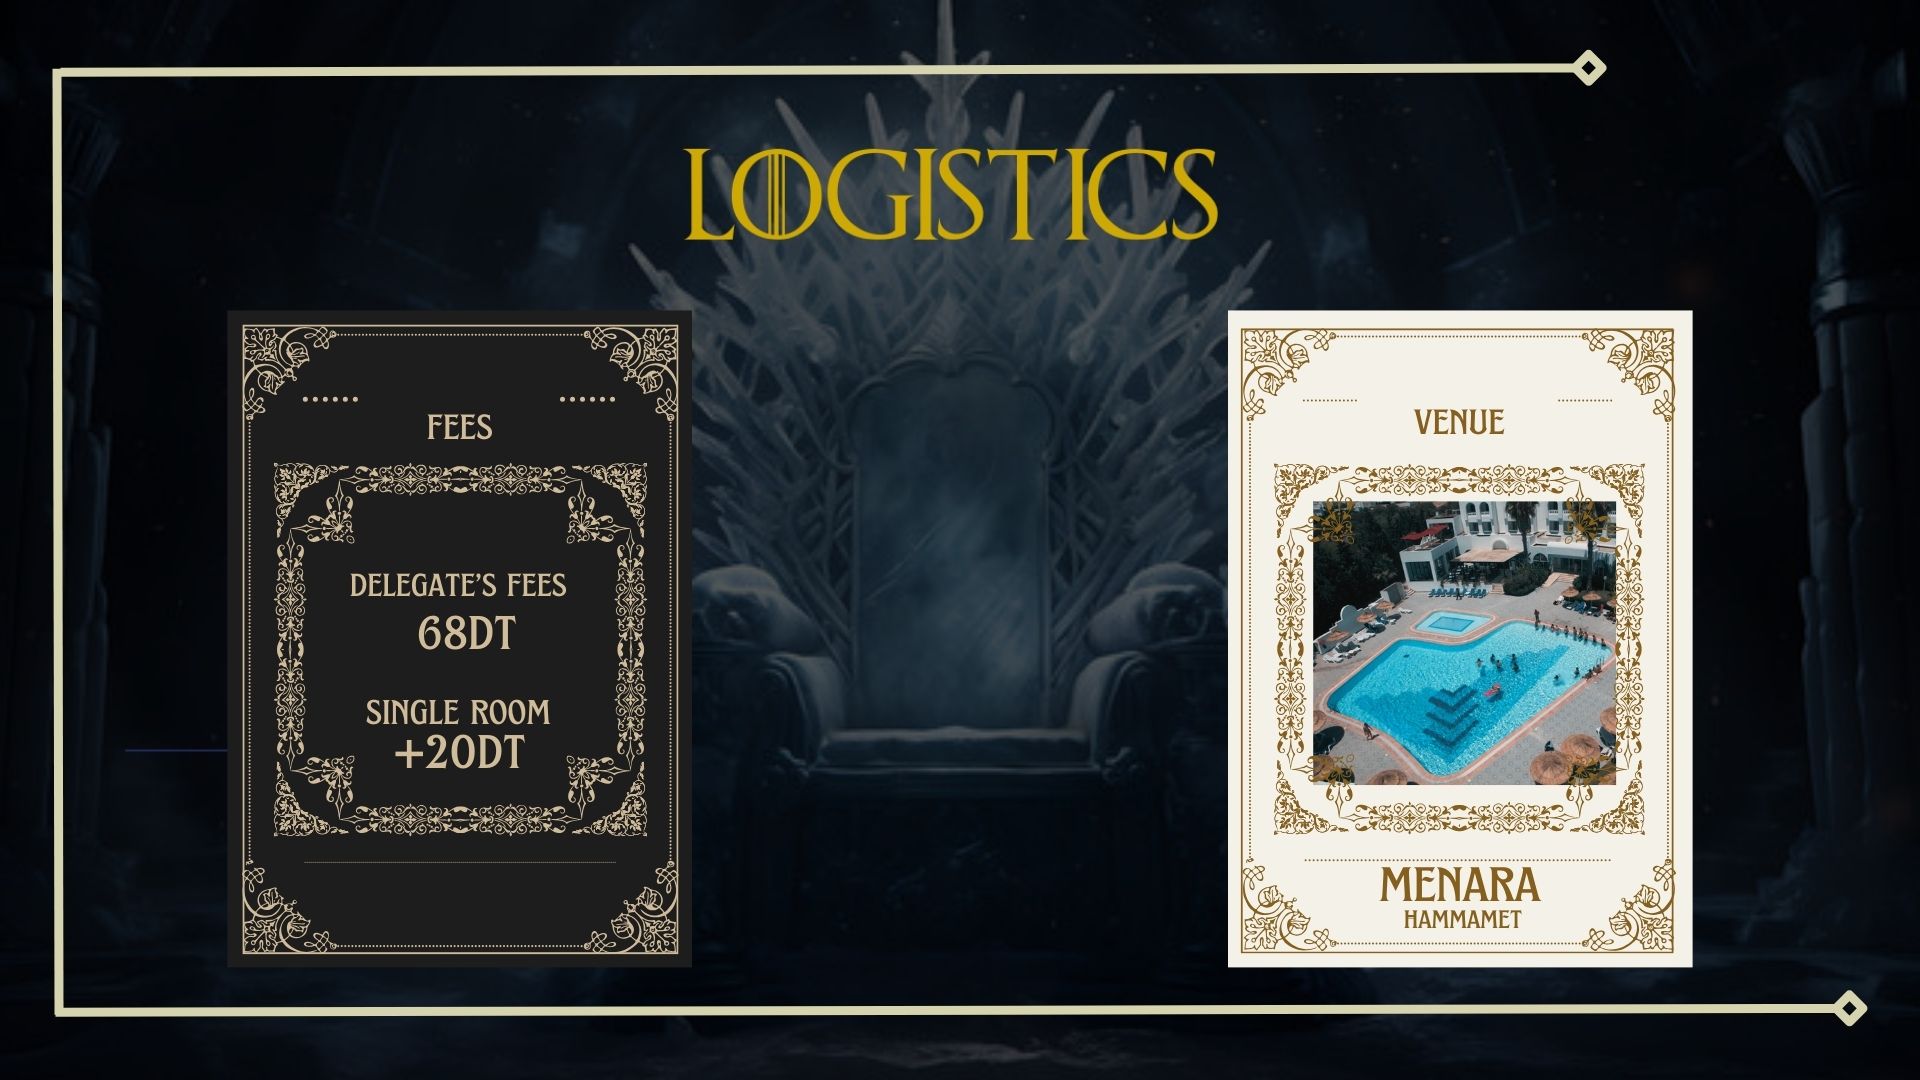 LOGISTICS
FEES
DELEGATE’S FEES
68DT
SINGLE ROOM
+20DT
VENUE
MENARA
HAMMAMET